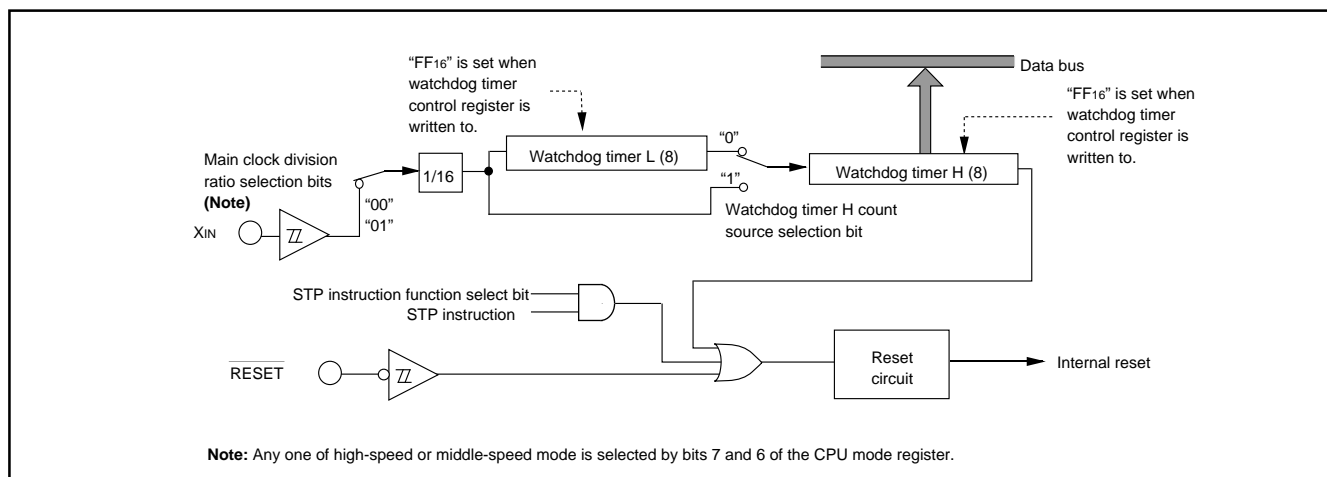 “FF16” is set when
watchdog timer
control register is
written to.
Data bus
“FF16” is set when
watchdog timer
control register is
written to.
“0”
Watchdog timer L (8)
Main clock division
ratio selection bits
(Note)
1/16
Watchdog timer H (8)
“1”
“00”
“01”
Watchdog timer H count
source selection bit
XIN
STP instruction function select bit
STP instruction
RESET
Reset
circuit
Internal reset
Note: Any one of high-speed or middle-speed mode is selected by bits 7 and 6 of the CPU mode register.